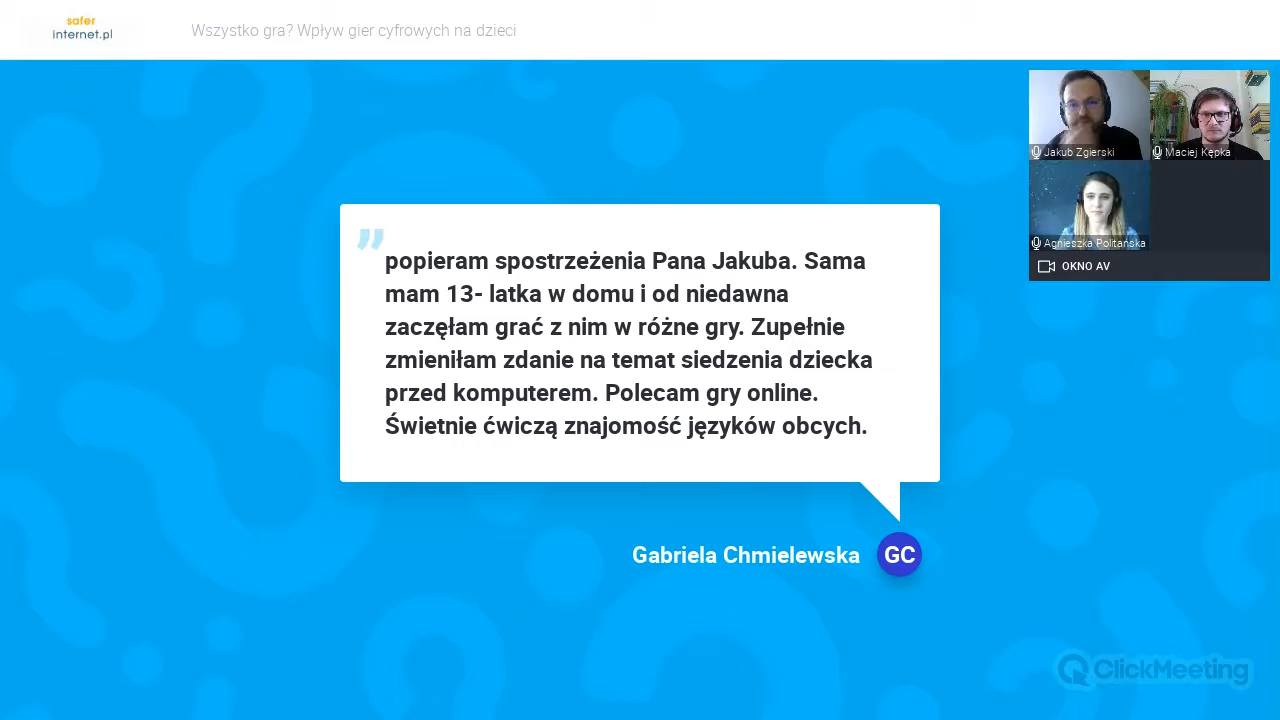 safer
internet.pl
Wszystko gra? Wpływ gier cyfrowych na dzieci
Jakub Zgierski
Maciej Kępka
Agnieszka Politańska
OKNO AV
”
popieram spostrzeżenia Pana Jakuba. Sama
mam 13- latka w domu i od niedawna
zaczęłam grać z nim w różne gry. Zupełnie
zmieniłam zdanie na temat siedzenia dziecka
przed komputerem. Polecam gry online.
Świetnie ćwiczą znajomość języków obcych.
Gabriela Chmielewska
GC
ClickMeeting